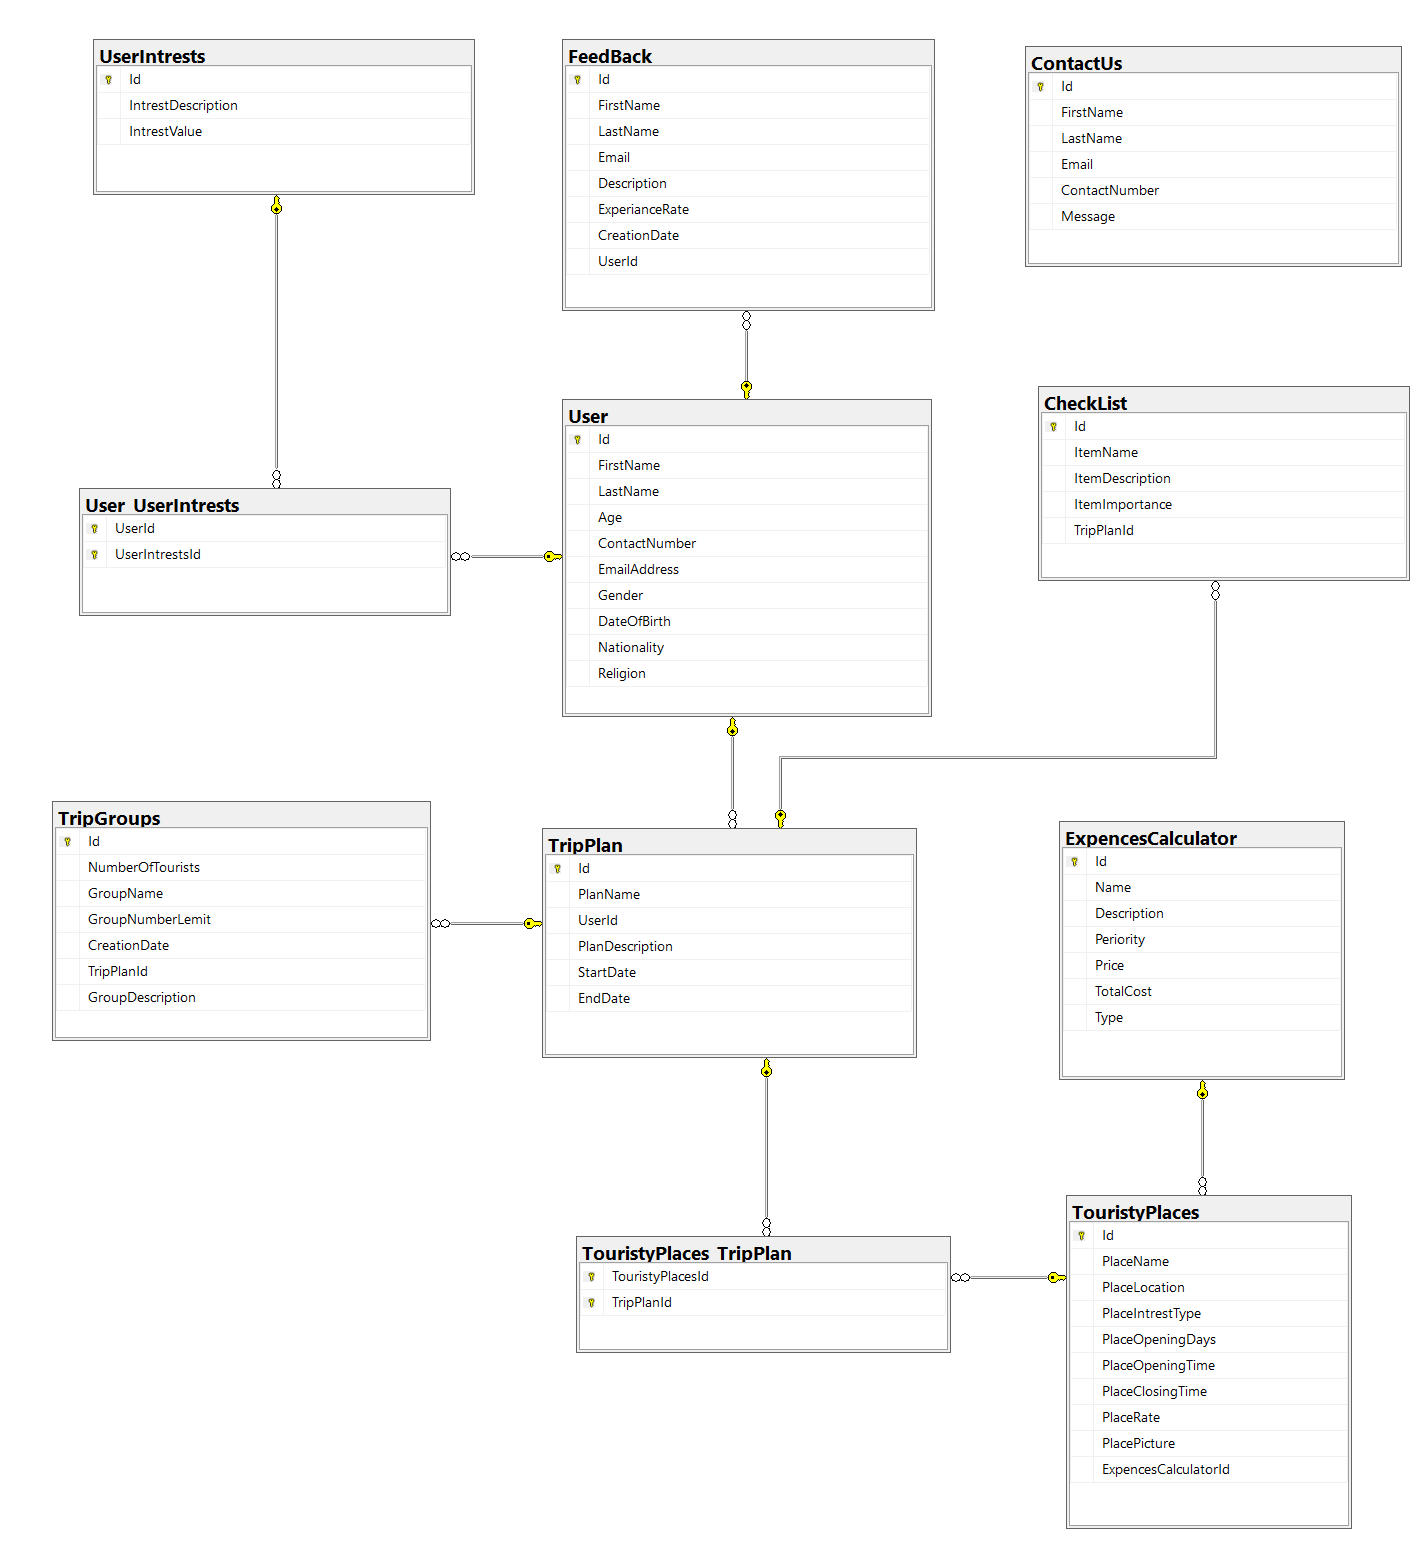 UserIntrests
Id
IntrestDescription
IntrestValue
FeedBack
Id
FirstName
LastName
Email
Description
ExperianceRate
CreationDate
UserId
ContactUs
Id
FirstName
LastName
Email
ContactNumber
Message
User
Id
FirstName
LastName
Age
ContactNumber
EmailAddress
Gender
DateOfBirth
Nationality
Religion
CheckList
Id
ItemName
ItemDescription
ItemImportance
TripPlanId
User_UserIntrests
UserId
UserIntrestsId
TripGroups
Id
NumberOfTourists
GroupName
GroupNumberLemit
CreationDate
TripPlanId
GroupDescription
TripPlan
Id
PlanName
UserId
PlanDescription
StartDate
EndDate
ExpencesCalculator
Id
Name
Description
Periority
Price
TotalCost
Type
TouristyPlaces_TripPlan
TouristyPlacesId
TripPlanId
TouristyPlaces
Id
PlaceName
PlaceLocation
PlaceIntrestType
PlaceOpeningDays
PlaceOpeningTime
PlaceClosingTime
PlaceRate
PlacePicture
ExpencesCalculatorId